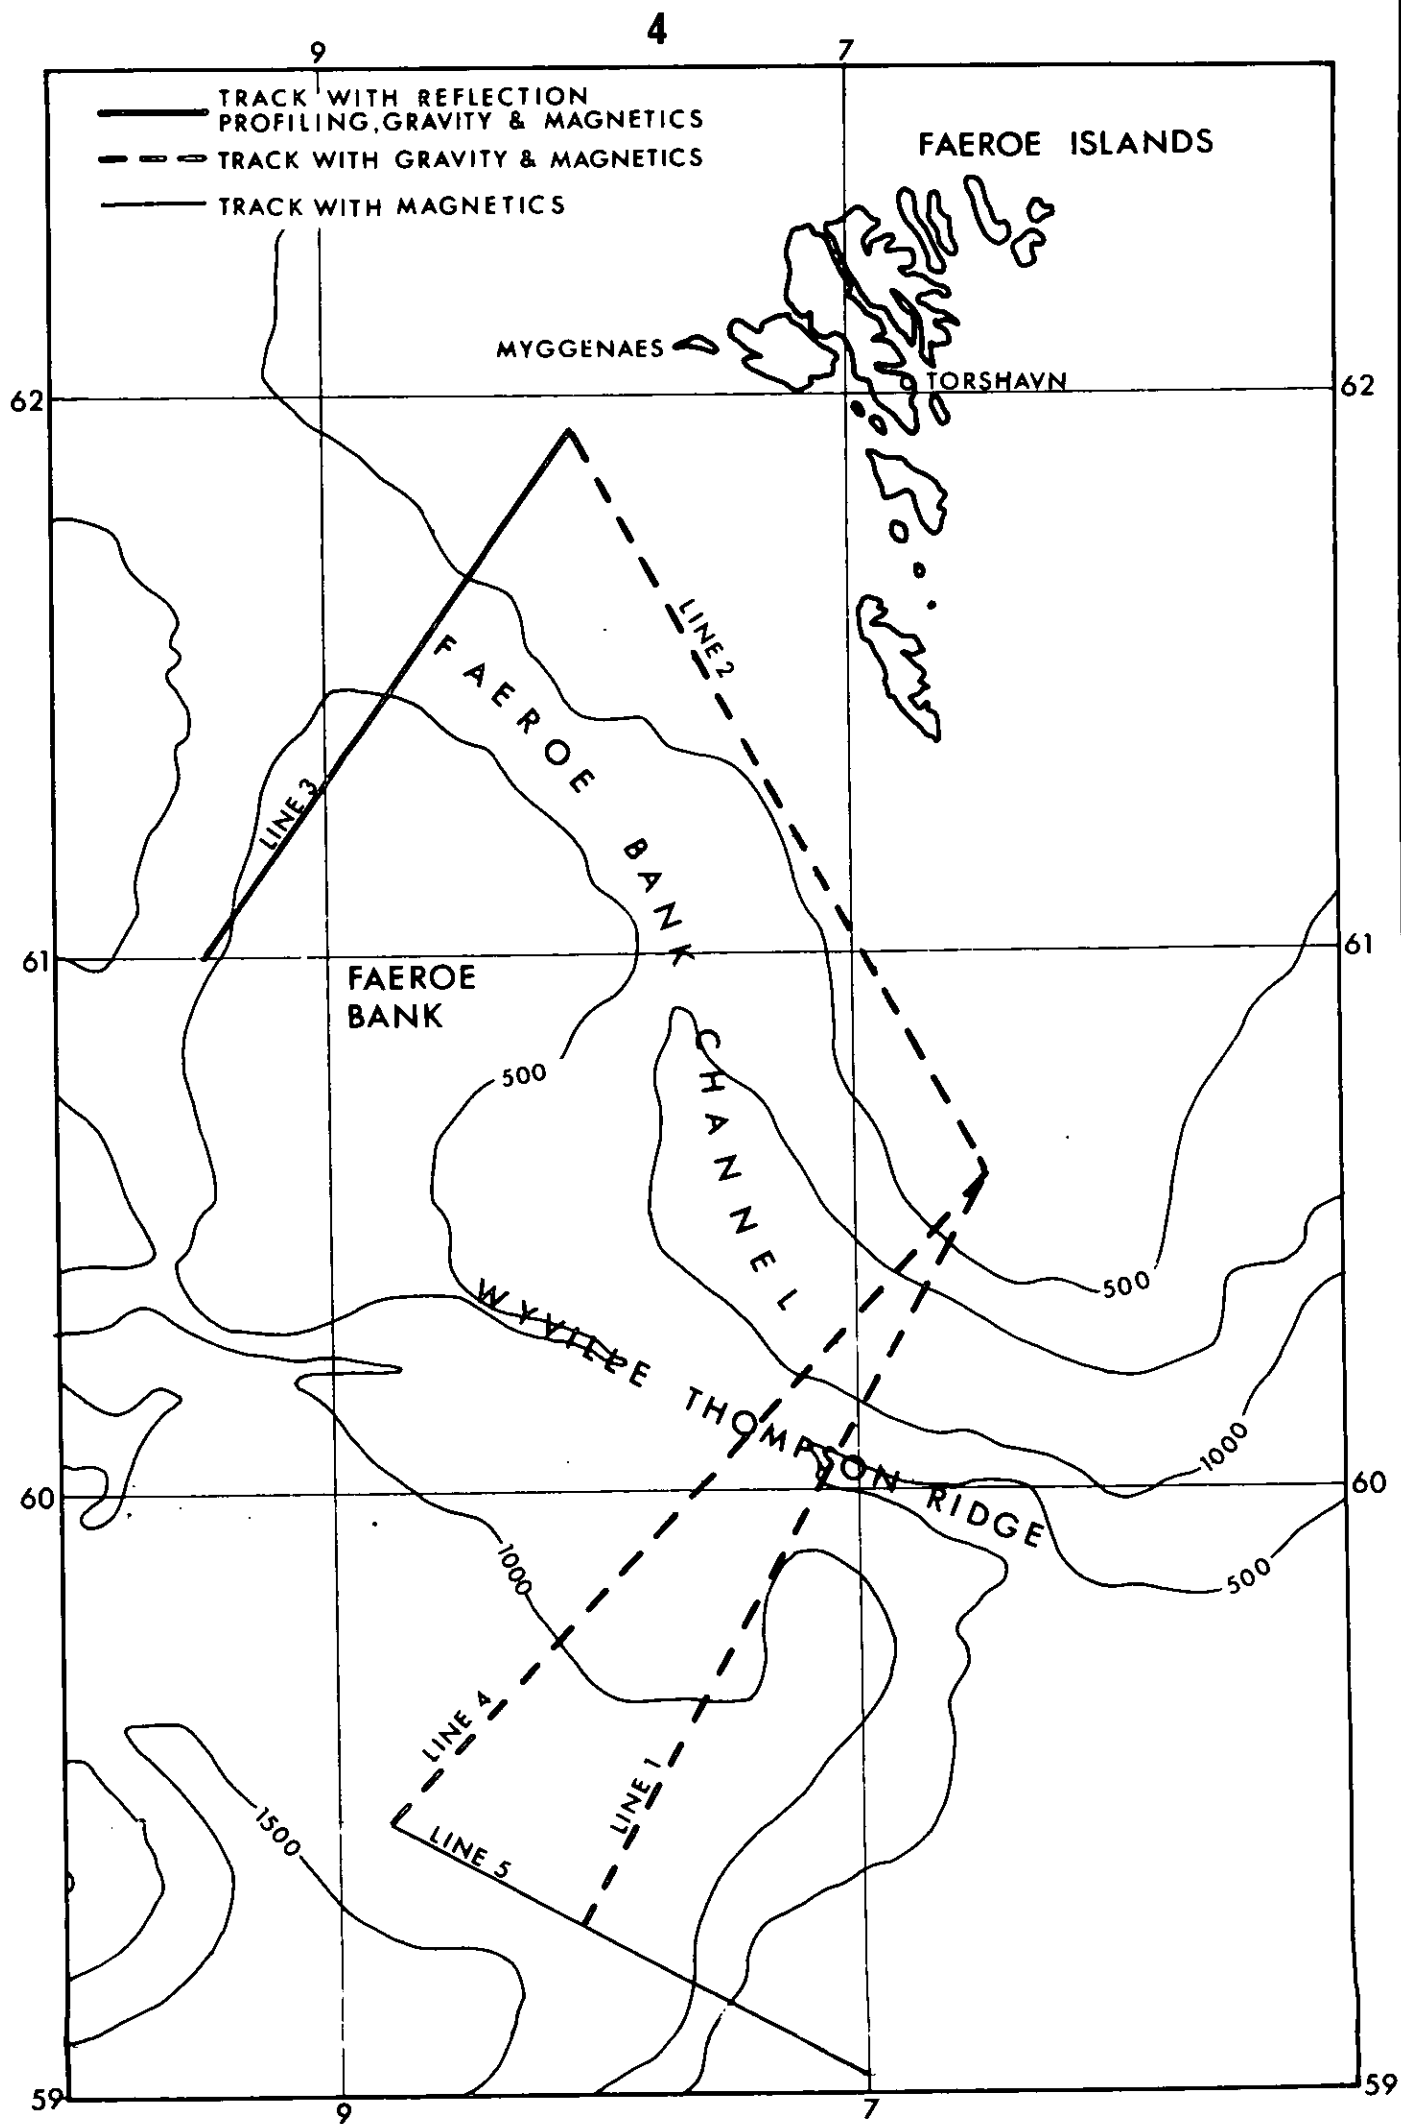 4
9 7
TRACK WITH REFLECTION
PROFILING, GRAVITY & MAGNETICS
TRACK WITH GRAVITY & MAGNETICS
TRACK WITH MAGNETICS
FAEROE ISLANDS
MYGGENAES
TORSHAVN
62 62
LINE 2
FAEROE BANK CHANNEL
LINE 3
61 61
FAEROE
BANK
500
500
WYVILLE THOMPSON RIDGE
1000
60 60
1000
500
LINE 4
LINE 1
1500
LINE 5
59 59
9 7